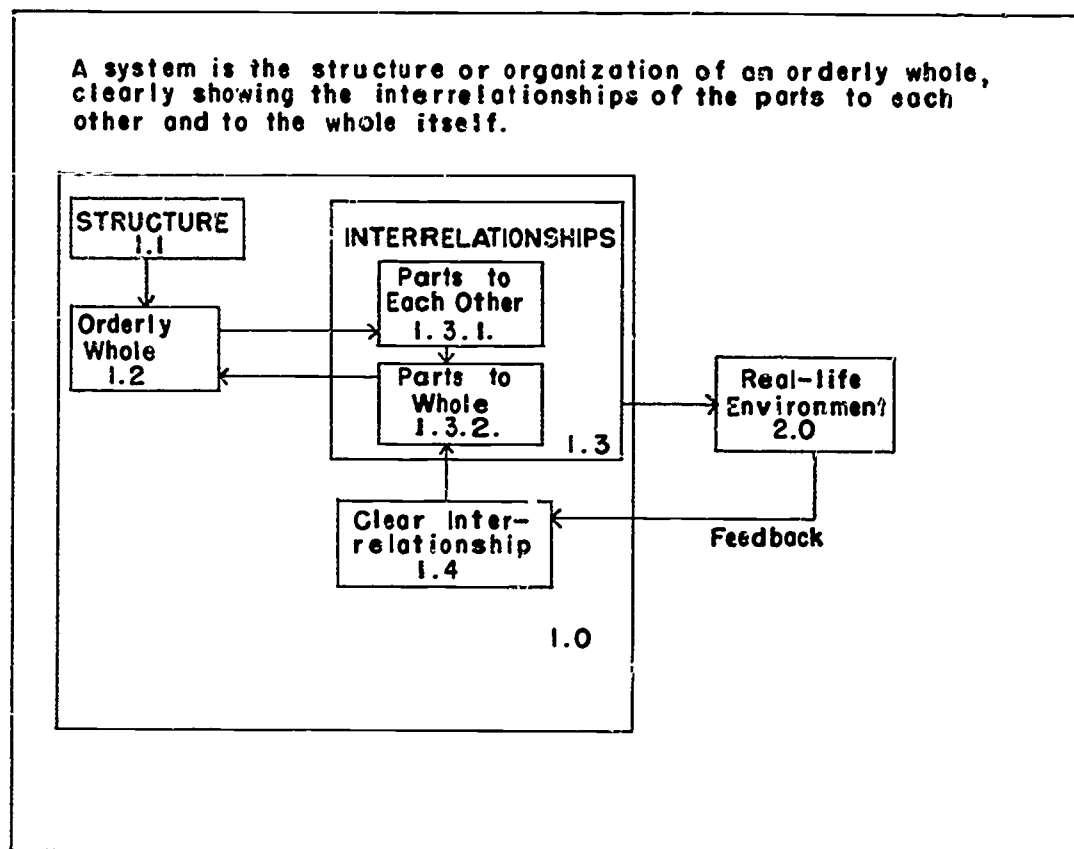 A system is the structure or organization of an orderly whole,
clearly showing the interrelationships of the parts to each
other and to the whole itself.
STRUCTURE
1.1
INTERRELATIONSHIPS
Parts to
Each Other
1.3.1.
Orderly
Whole
1.2
Parts to
Whole
1.3.2.
1.3
Real-life
Environment
2.0
Clear Inter-
relationship
1.4
Feedback
1.0